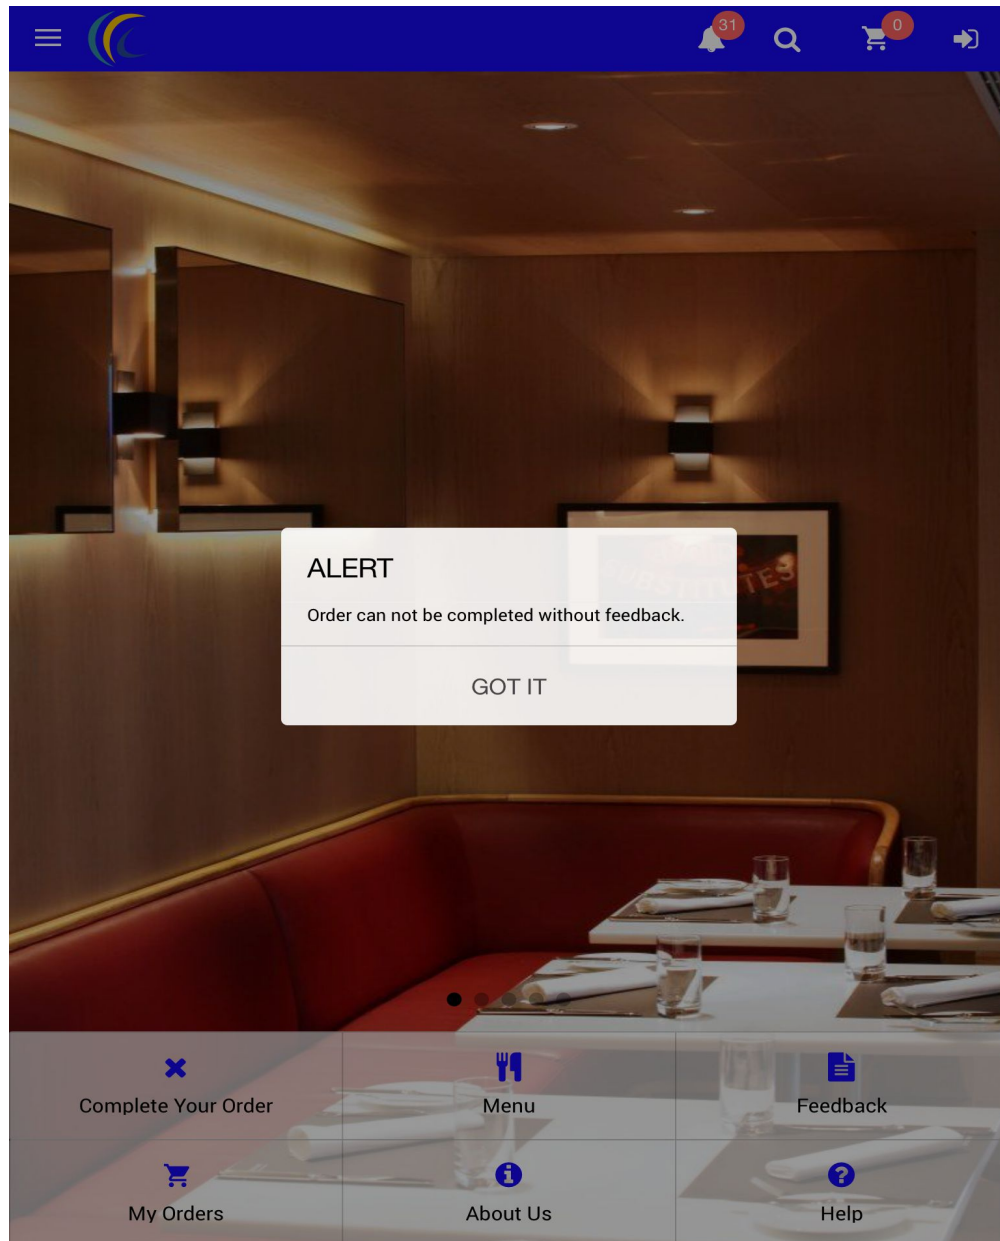 31
0
SUBSTITUTES
ALERT
Order can not be completed without feedback.
GOT IT
Complete Your Order
Menu
Feedback
My Orders
About Us
Help